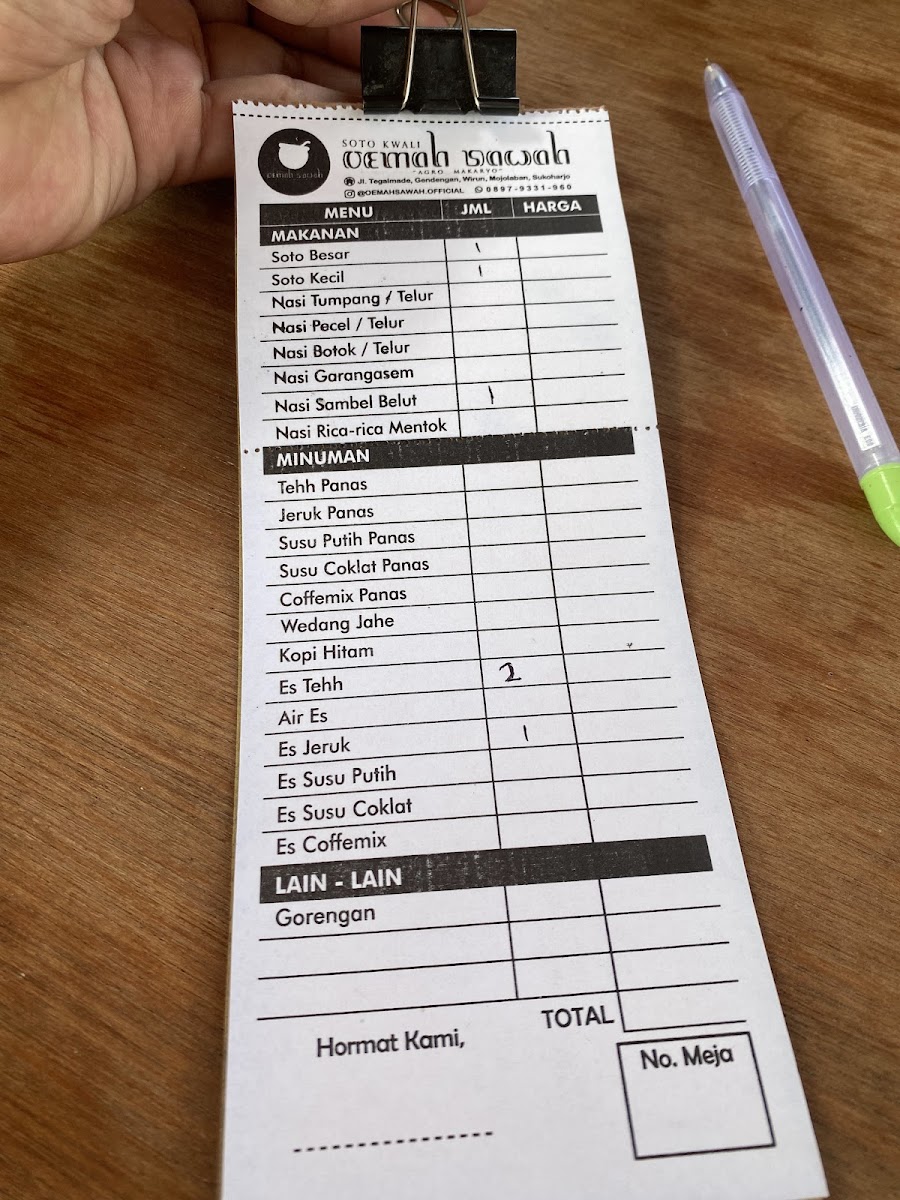 SOTO KWALI
OEMAH SAWAH
OEMAH SAWAH
"AGRO MAKARYO"
Jl. Tegalmade, Gendengan, Wirun, Mojolaban, Sukoharjo
@OEMAHSAWAH.OFFICIAL 0897-9331-960
MENU JML HARGA
MAKANAN
Soto Besar 1
Soto Kecil 1
Nasi Tumpang / Telur
Nasi Pecel / Telur
Nasi Botok / Telur
Nasi Garangasem
Nasi Sambel Belut 1
Nasi Rica-rica Mentok
MINUMAN
Tehh Panas
Jeruk Panas
Susu Putih Panas
Susu Coklat Panas
Coffemix Panas
Wedang Jahe
Kopi Hitam
Es Tehh 2
Air Es
Es Jeruk 1
Es Susu Putih
Es Susu Coklat
Es Coffemix
LAIN - LAIN
Gorengan
TOTAL
Hormat Kami,
No. Meja